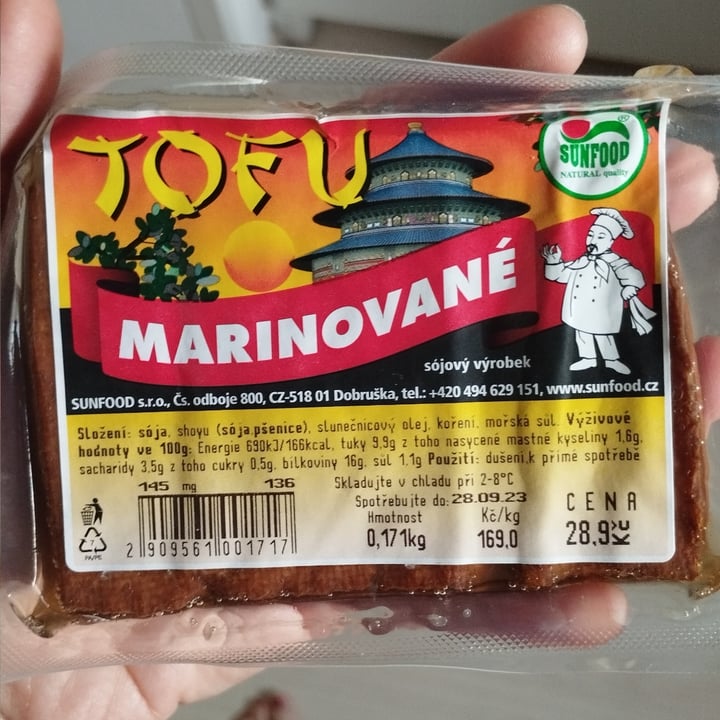 TOFU
SUNFOOD ®
NATURAL quality
MARINOVANÉ
sójový výrobek
SUNFOOD s.r.o., Čs. odboje 800, CZ-518 01 Dobruška, tel.: +420 494 629 151, www.sunfood.cz
Složení: sója, shoyu (sója,pšenice), slunečnicový olej, koření, mořská sůl. Výživové
hodnoty ve 100g: Energie 690kJ/166kcal, tuky 9,9g z toho nasycené mastné kyseliny 1,6g,
sacharidy 3,5g z toho cukry 0,5g, bílkoviny 16g, sůl 1,1g Použití: dušení,k přímé spotřebě
145 mg 136
Skladujte v chladu při 2-8°C
Spotřebujte do: 28.09.23
Hmotnost Kč/kg CENA
0,171kg 169,0 28,9 Kč
7
PA/PE
2 909561 001717